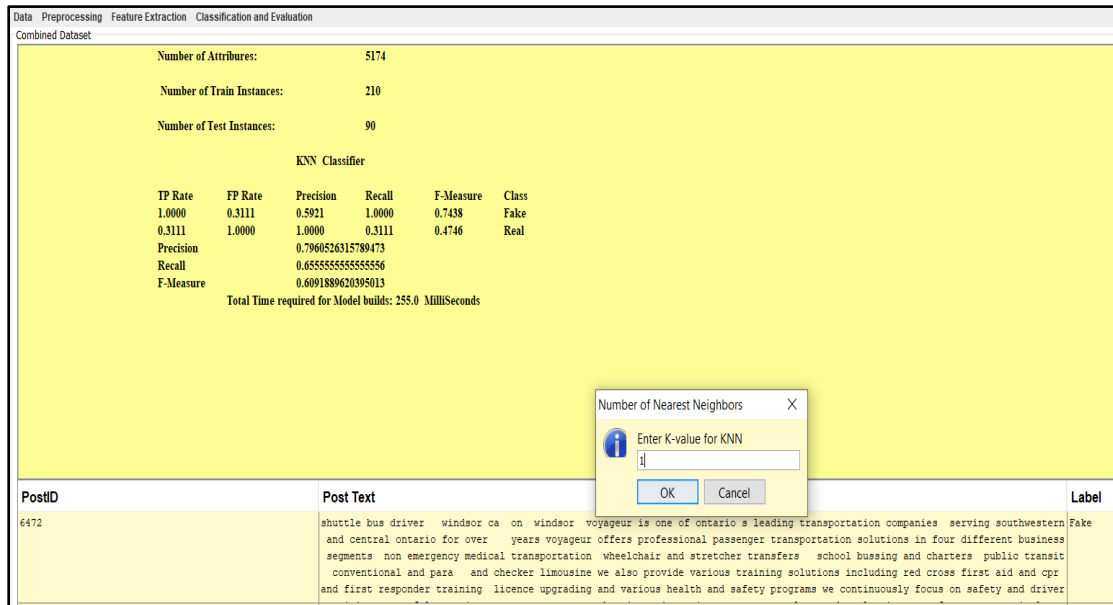 Data Preprocessing Feature Extraction Classification and Evaluation
Combined Dataset
Number of Attribures: 5174
Number of Train Instances: 210
Number of Test Instances: 90
KNN Classifier
TP Rate FP Rate Precision Recall F-Measure Class
1.0000 0.3111 0.5921 1.0000 0.7438 Fake
0.3111 1.0000 1.0000 0.3111 0.4746 Real
Precision 0.7960526315789473
Recall 0.6555555555555556
F-Measure 0.6091889620395013
Total Time required for Model builds: 255.0 MilliSeconds
Number of Nearest Neighbors X
Enter K-value for KNN
1
OK Cancel
PostID Post Text Label
6472 shuttle bus driver windsor ca on windsor voyageur is one of ontario s leading transportation companies serving southwestern Fake
and central ontario for over years voyageur offers professional passenger transportation solutions in four different business
segments non emergency medical transportation wheelchair and stretcher transfers school bussing and charters public transit
conventional and para and checker limousine we also provide various training solutions including red cross first aid and cpr
and first responder training licence upgrading and various health and safety programs we continuously focus on safety and driver